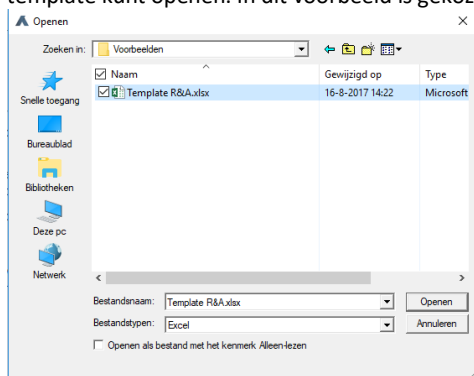 template kunt openen. In dit voorbeeld is gekoz
Openen
Zoeken in: Voorbeelden
Naam Gewijzigd op Type
Template R&A.xlsx 16-8-2017 14:22 Microsoft
Snelle toegang
Bureaublad
Bibliotheken
Deze pc
Netwerk
Bestandsnaam: Template R&A.xlsx Openen
Bestandstypen: Excel Annuleren
Openen als bestand met het kenmerk Alleen-lezen